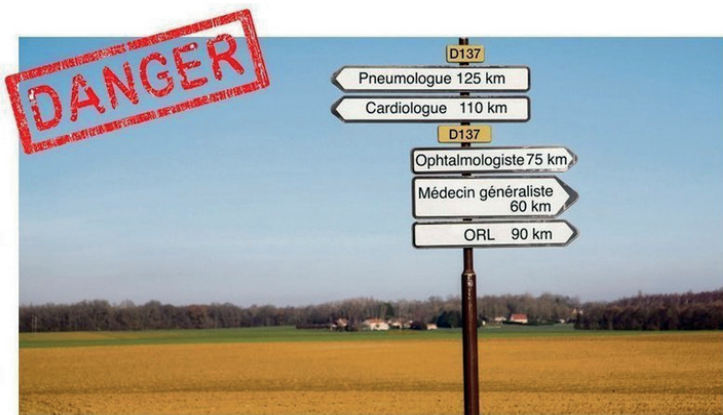 DANGER
D137
Pneumologue 125 km
Cardiologue 110 km
D137
Ophtalmologiste 75 km
Médecin généraliste
60 km
ORL 90 km